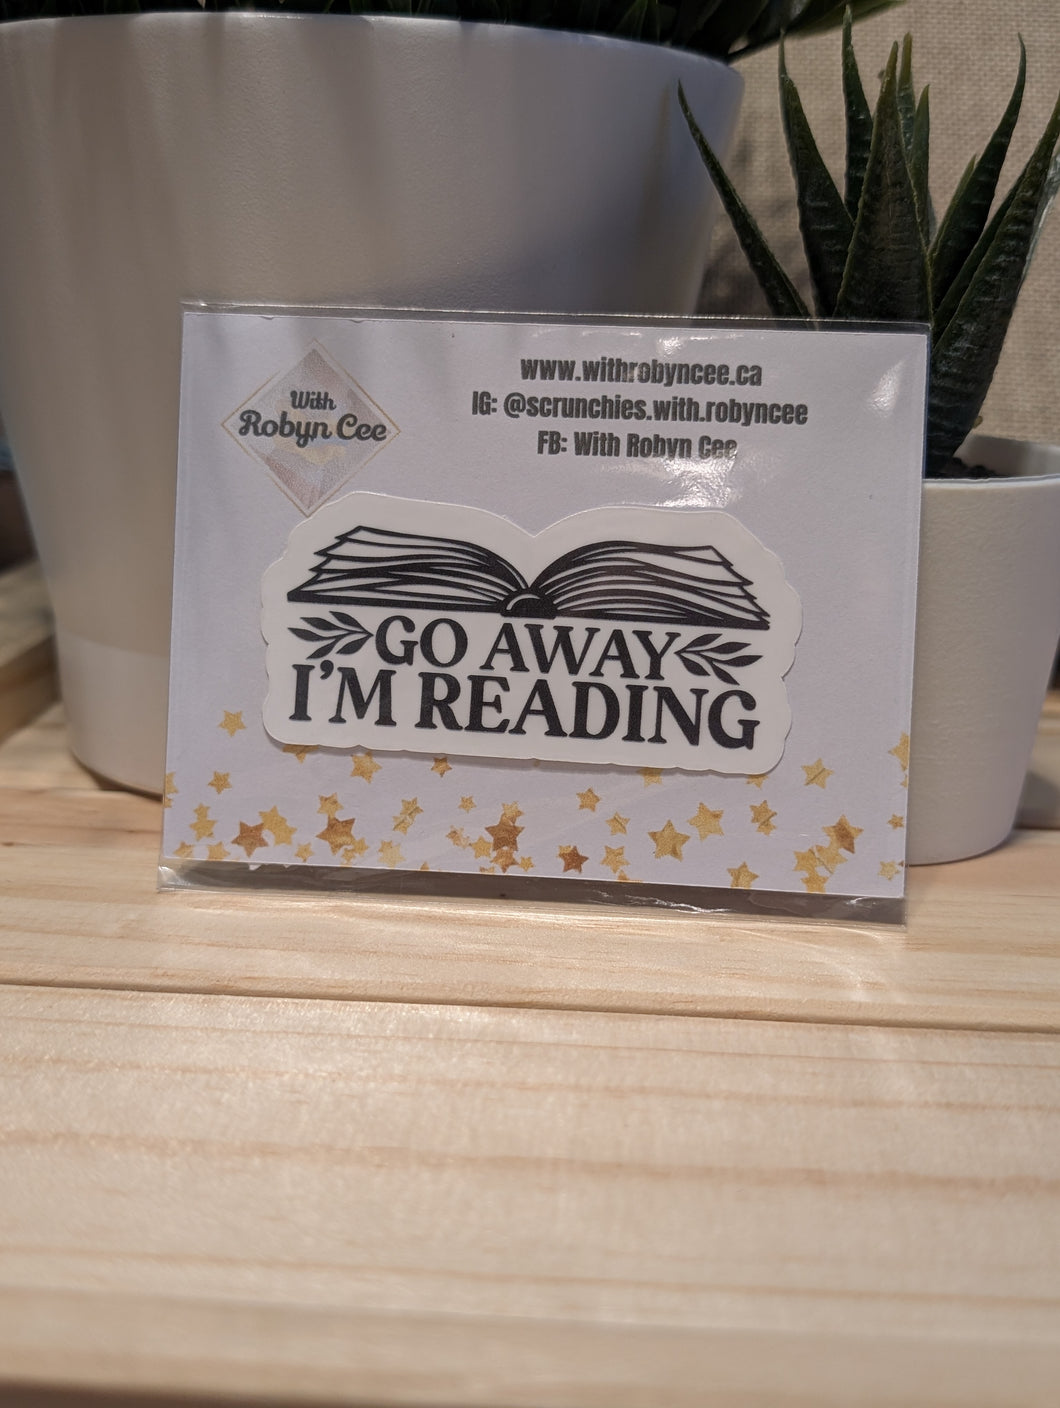 With
Robyn Cee
www.withrobyncee.ca
IG: @scrunchies.with.robyncee
FB: With Robyn Cee
GO AWAY
I'M READING